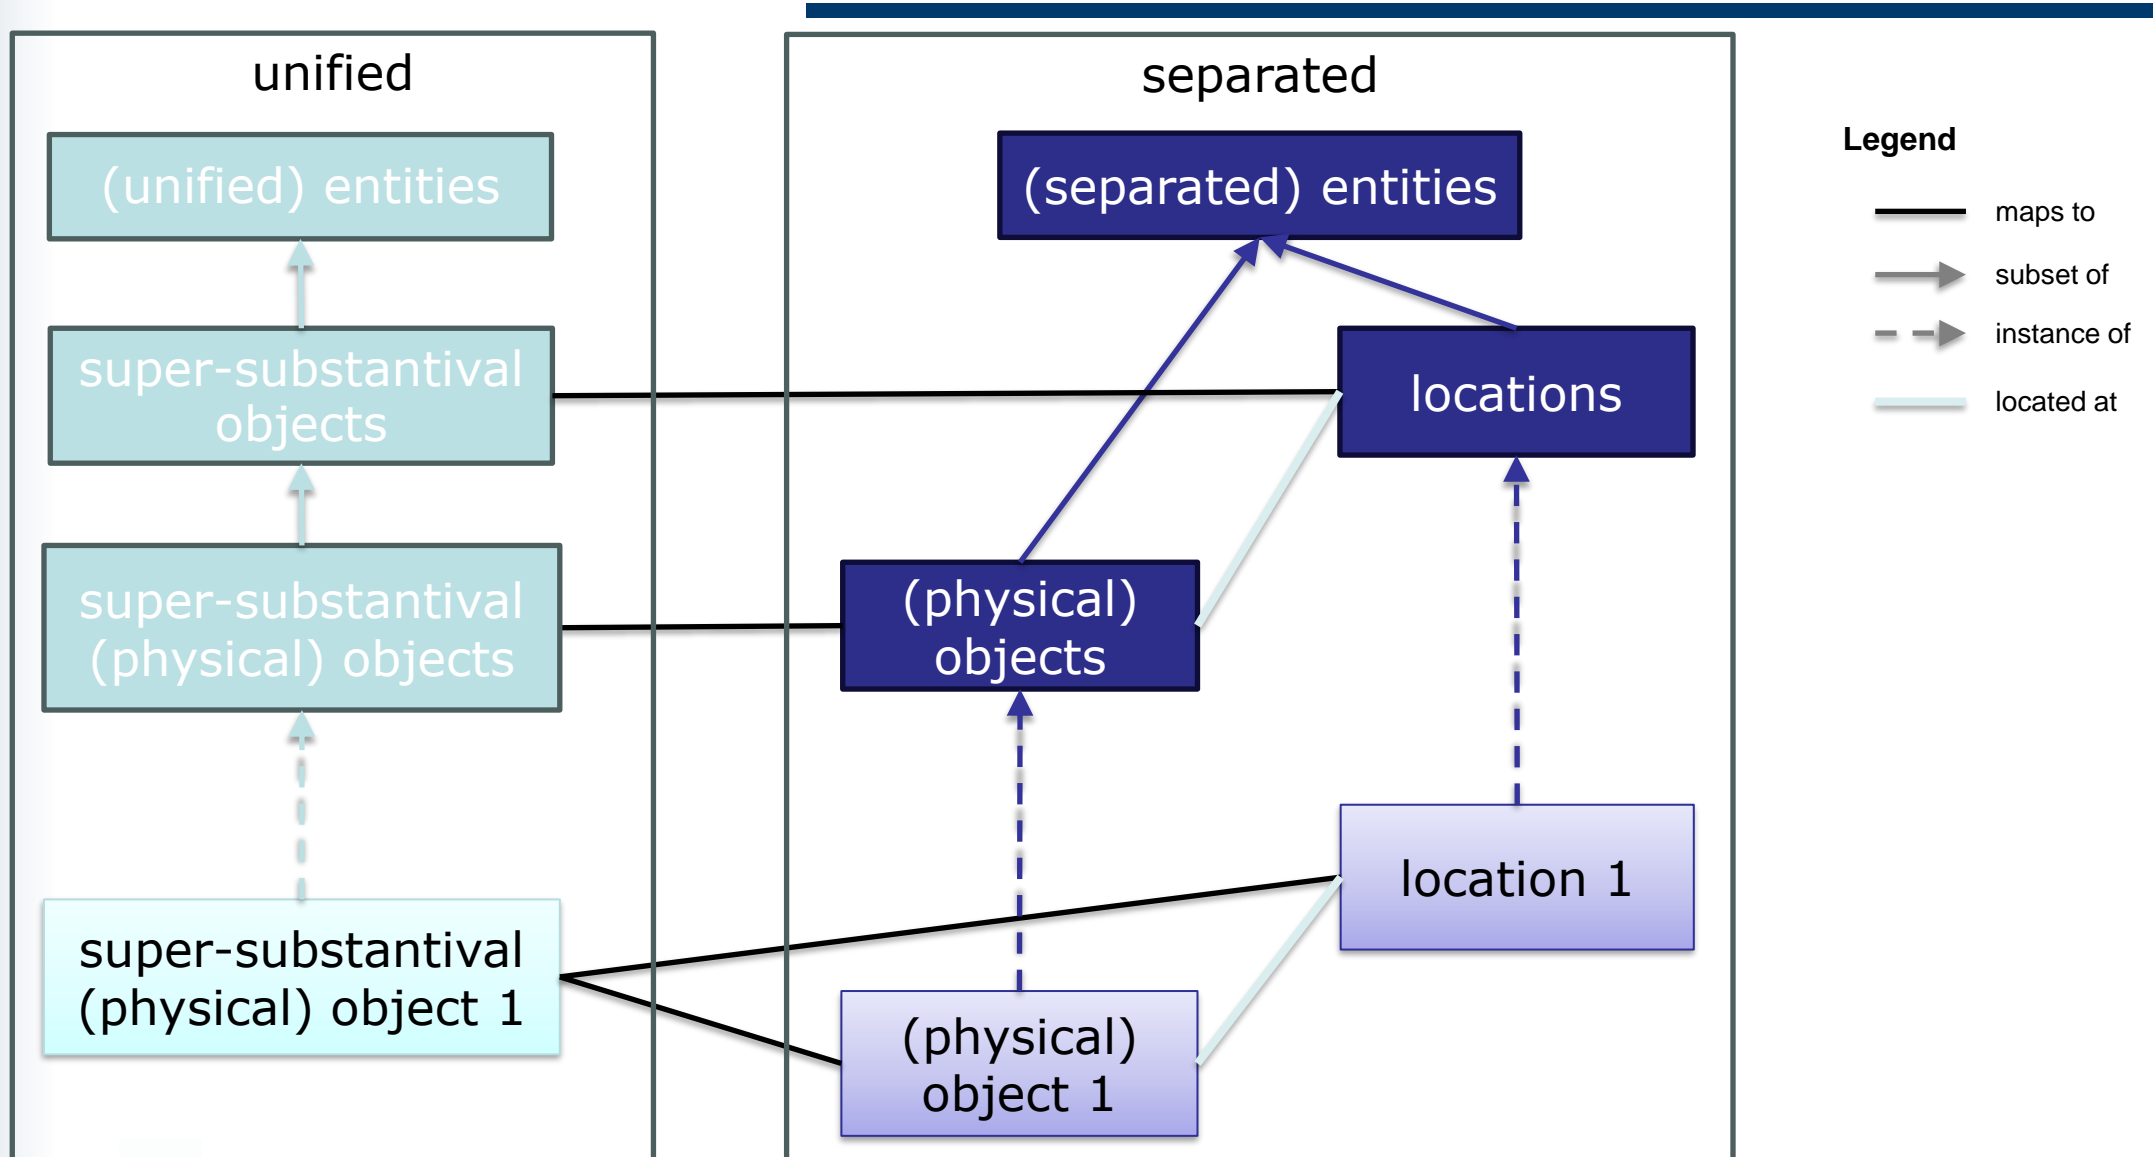 unified
(unified) entities
super-substantival
objects
super-substantival
(physical) objects
super-substantival
(physical) object 1
separated
(separated) entities
locations
(physical)
objects
location 1
(physical)
object 1
Legend
maps to
subset of
instance of
located at